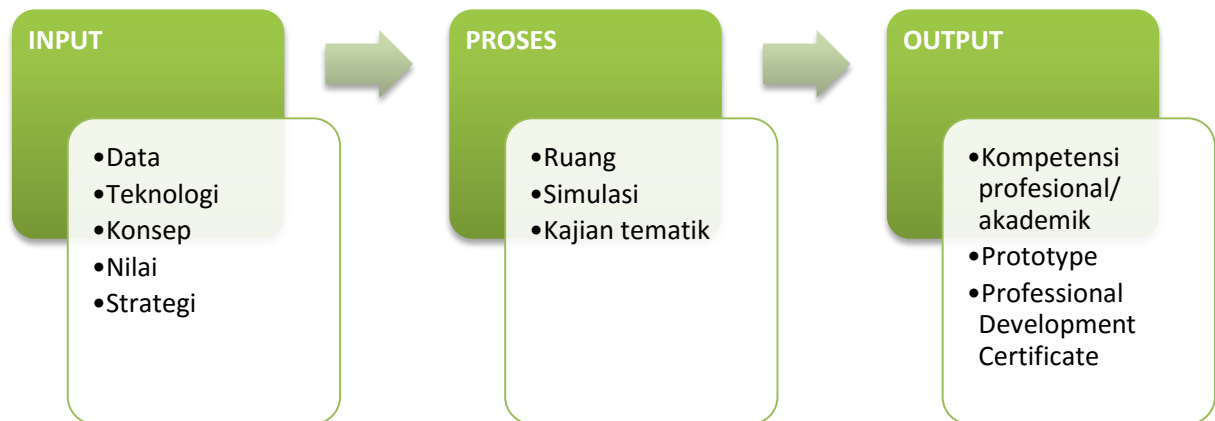 INPUT
•Data
•Teknologi
•Konsep
•Nilai
•Strategi
PROSES
•Ruang
•Simulasi
•Kajian tematik
OUTPUT
•Kompetensi
profesional/
akademik
•Prototype
•Professional
Development
Certificate